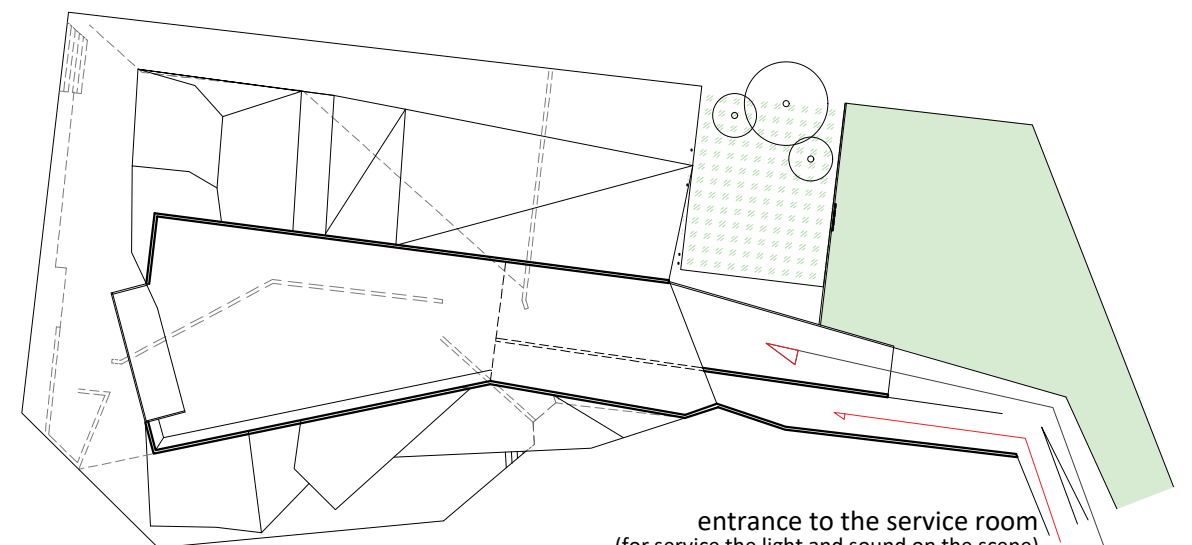 entrance to the service room
(for service the light and sound on the scene)